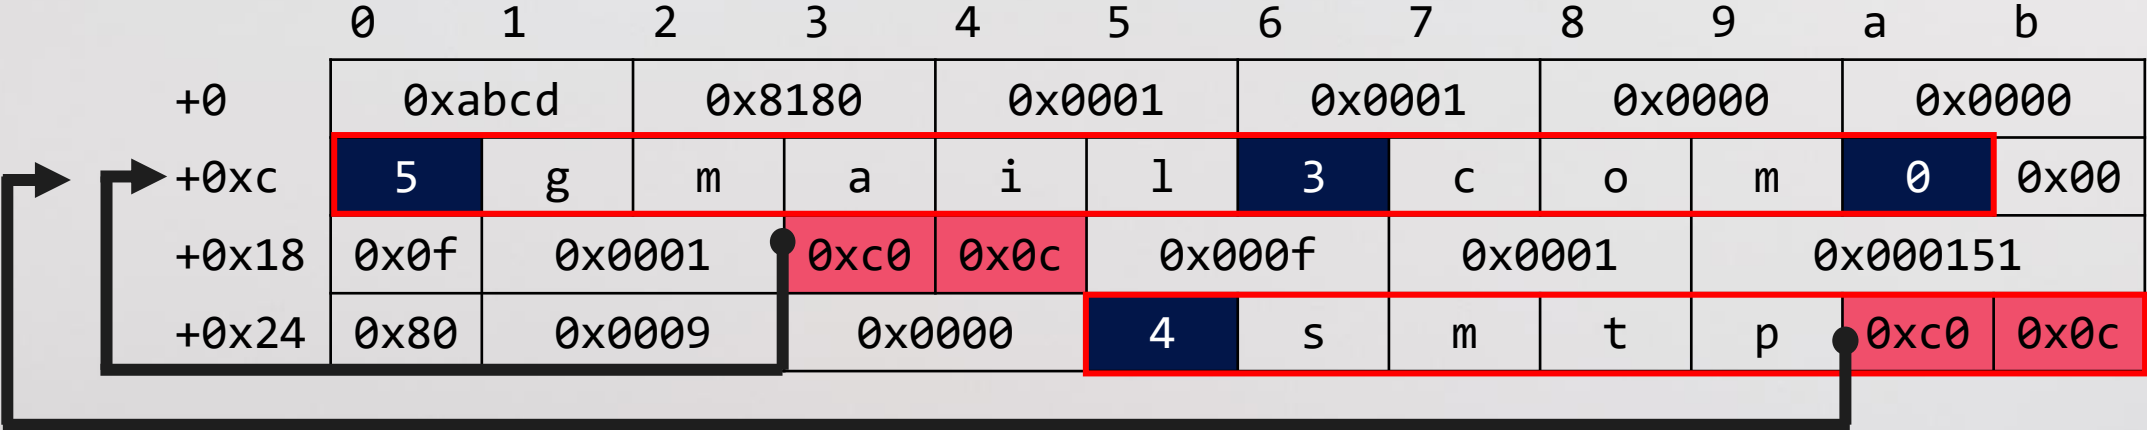 0 1 2 3 4 5 6 7 8 9 a b
+0 0xabcd 0x8180 0x0001 0x0001 0x0000 0x0000
+0xc 5 g m a i l 3 c o m 0 0x00
+0x18 0x0f 0x0001 0xc0 0x0c 0x000f 0x0001 0x000151
+0x24 0x80 0x0009 0x0000 4 s m t p 0xc0 0x0c